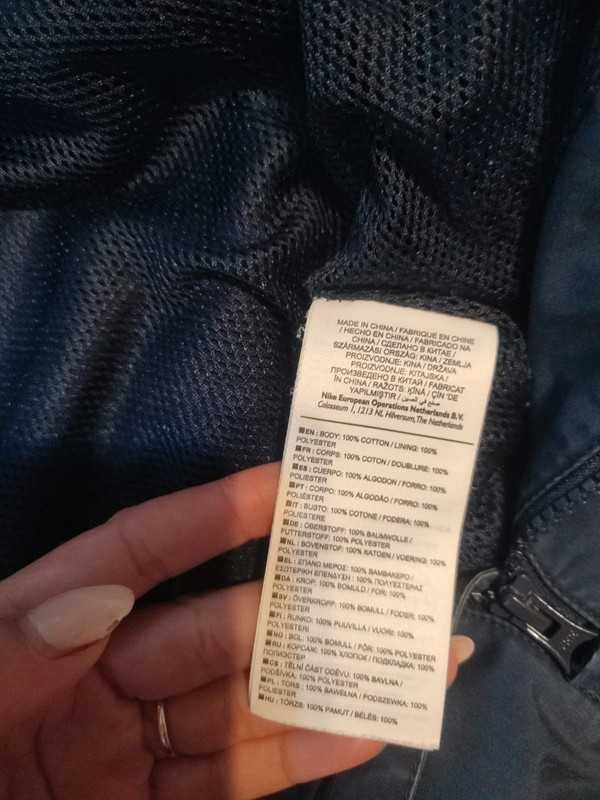 MADE IN CHINA / FABRIQUÉ EN CHINE
/ HECHO EN CHINA / FABRICADO NA
CHINA / СДЕЛАНО В КИТАЕ /
SZÁRMAZÁSI ORSZÁG: KÍNA / ZEMLJA
PROIZVODNJE: KINA / DRŽAVA
PROIZVODNJE: KITAJSKA /
ПРОИЗВЕДЕНО В КИТАЙ / FABRICAT
ÎN CHINA / RAŽOTS: ĶĪNĀ / ÇİN 'DE
YAPILMIŞTIR / صنع في الصين
Nike European Operations Netherlands B.V.
Colosseum 1, 1213 NL Hilversum, The Netherlands
EN : BODY: 100% COTTON / LINING: 100%
POLYESTER
FR : CORPS: 100% COTON / DOUBLURE: 100%
POLYESTER
ES : CUERPO: 100% ALGODON / FORRO: 100%
POLIESTER
PT : CORPO: 100% ALGODÃO / FORRO: 100%
POLIÉSTER
IT : BUSTO: 100% COTONE / FODERA: 100%
POLIESTERE
DE : OBERSTOFF: 100% BAUMWOLLE /
FUTTERSTOFF: 100% POLYESTER
NL : BOVENSTOF: 100% KATOEN / VOERING: 100%
POLYESTER
EL : ΕΠΑΝΩ ΜΕΡΟΣ: 100% ΒΑΜΒΑΚΕΡΟ /
ΕΣΩΤΕΡΙΚΗ ΕΠΕΝΔΥΣΗ : 100% ΠΟΛΥΕΣΤΕΡΑΣ
DA : KROP: 100% BOMULD / FOR: 100%
POLYESTER
SV : ÖVERKROPP: 100% BOMULL / FODER: 100%
POLYESTER
FI : RUNKO: 100% PUUVILLA / VUORI: 100%
POLYESTERI
NO : BOL: 100% BOMULL / FÔR: 100% POLYESTER
RU : КОРСАЖ: 100% ХЛОПОК / ПОДКЛАДКА: 100%
ПОЛИЭСТЕР
CS : TĚLNÍ ČÁST ODĚVU: 100% BAVLNA /
PODŠÍVKA: 100% POLYESTER
PL : TORS : 100% BAWEŁNA / PODSZEWKA: 100%
POLIESTER
HU : TÖRZS: 100% PAMUT / BÉLÉS: 100%